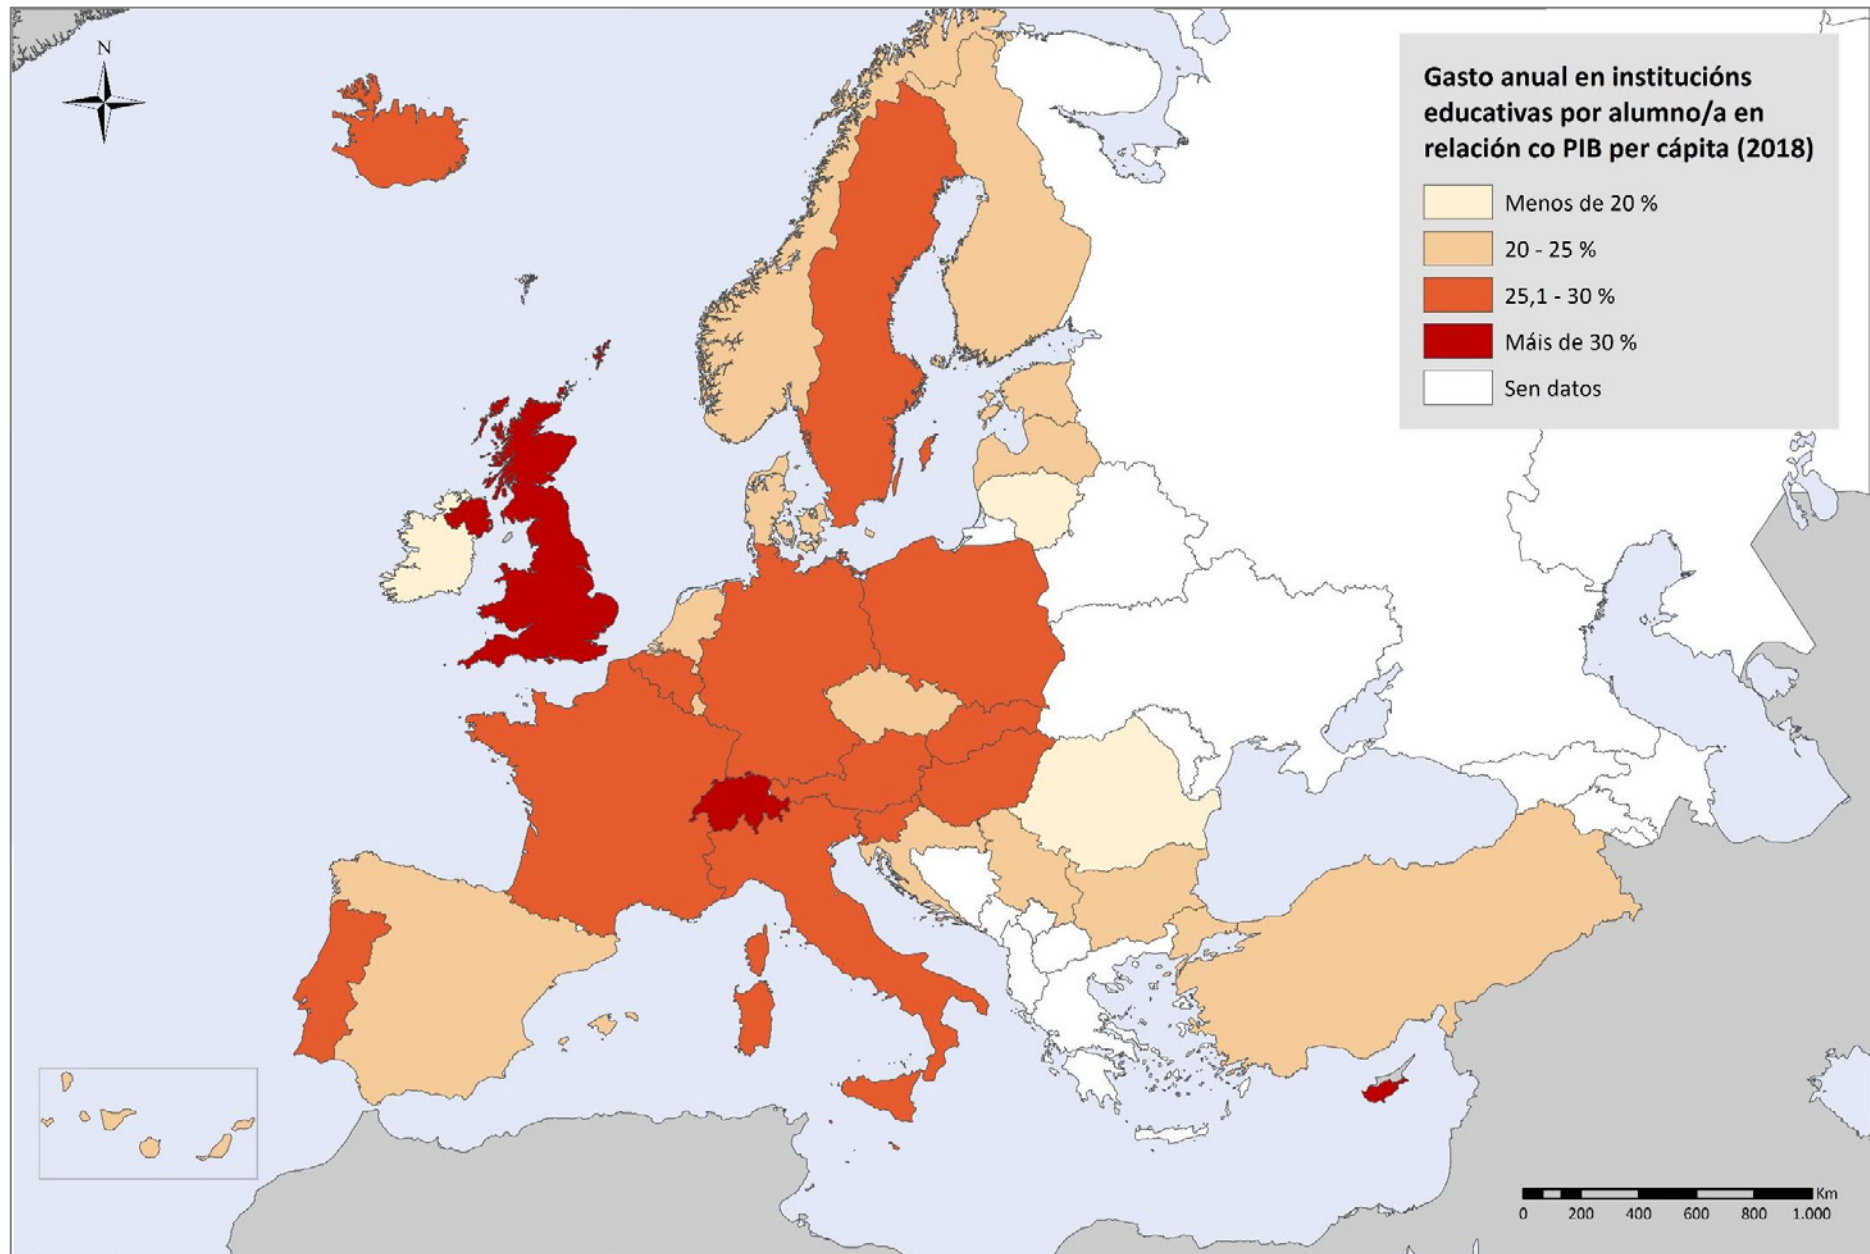 N
Gasto anual en institucións
educativas por alumno/a en
relación co PIB per cápita (2018)
Menos de 20 %
20 - 25 %
25,1 - 30 %
Máis de 30 %
Sen datos
Km
0 200 400 600 800 1.000